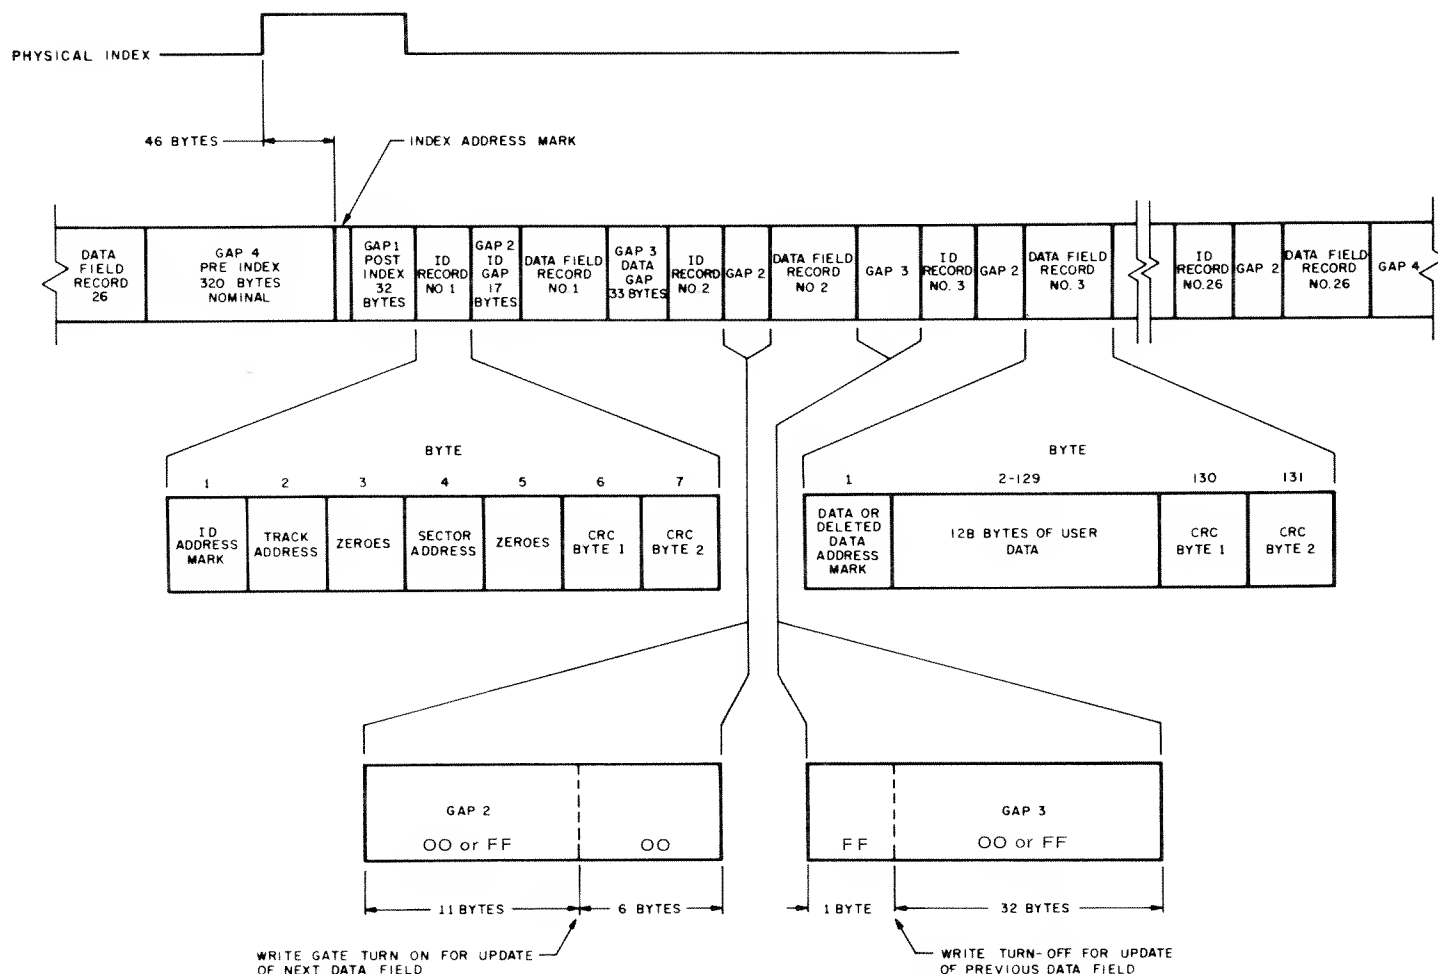 PHYSICAL INDEX
46 BYTES
INDEX ADDRESS MARK
DATA
FIELD
RECORD
26
GAP 4
PRE INDEX
320 BYTES
NOMINAL
GAP 1
POST
INDEX
32
BYTES
ID
RECORD
NO. 1
GAP 2
ID
GAP
17
BYTES
DATA FIELD
RECORD
NO. 1
GAP 3
DATA
GAP
33 BYTES
ID
RECORD
NO. 2
GAP 2
DATA FIELD
RECORD
NO 2
GAP 3
ID
RECORD
NO. 3
GAP 2
DATA FIELD
RECORD
NO. 3
ID
RECORD
NO. 26
GAP 2
DATA FIELD
RECORD
NO. 26
GAP 4
BYTE
1 2 3 4 5 6 7
ID
ADDRESS
MARK
TRACK
ADDRESS
ZEROES
SECTOR
ADDRESS
ZEROES
CRC
BYTE 1
CRC
BYTE 2
BYTE
1 2-129 130 131
DATA OR
DELETED
DATA
ADDRESS
MARK
128 BYTES OF USER
DATA
CRC
BYTE 1
CRC
BYTE 2
GAP 2
00 or FF
00
11 BYTES
6 BYTES
WRITE GATE TURN ON FOR UPDATE
OF NEXT DATA FIELD
FF
GAP 3
00 or FF
1 BYTE
32 BYTES
WRITE TURN-OFF FOR UPDATE
OF PREVIOUS DATA FIELD